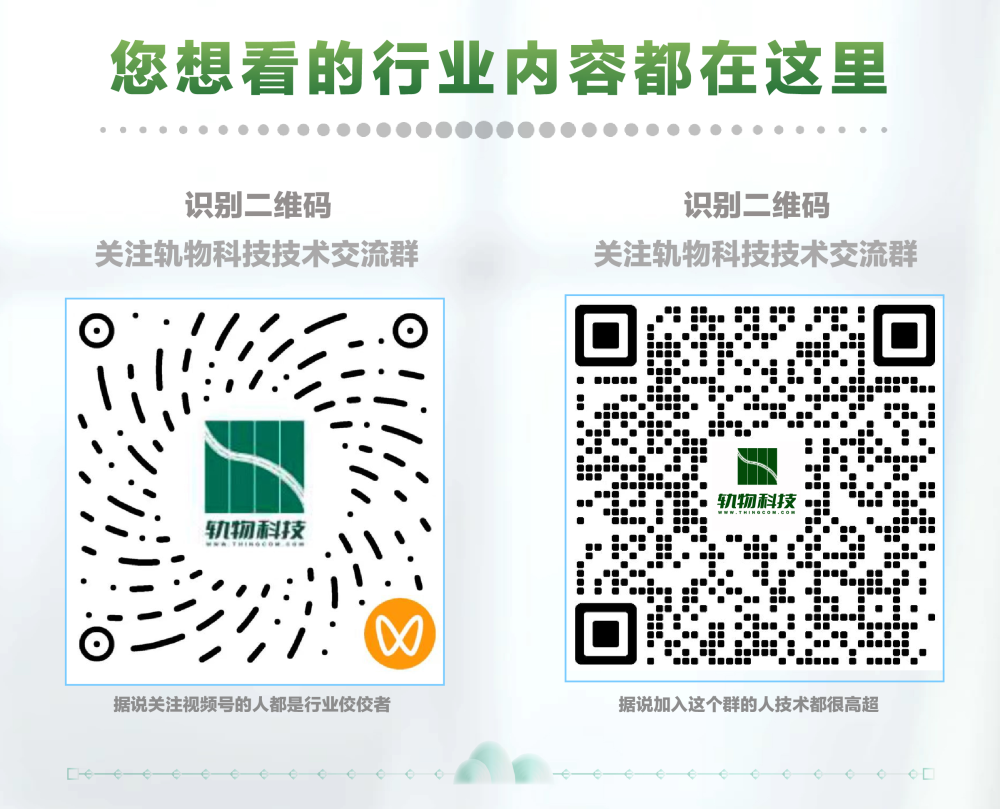 您想看的行业内容都在这里
识别二维码
关注轨物科技技术交流群
轨物科技
WWW.THINGCOM.COM
据说关注视频号的人都是行业佼佼者
识别二维码
关注轨物科技技术交流群
轨物科技
WWW.THINGCOM.COM
据说加入这个群的人技术都很高超